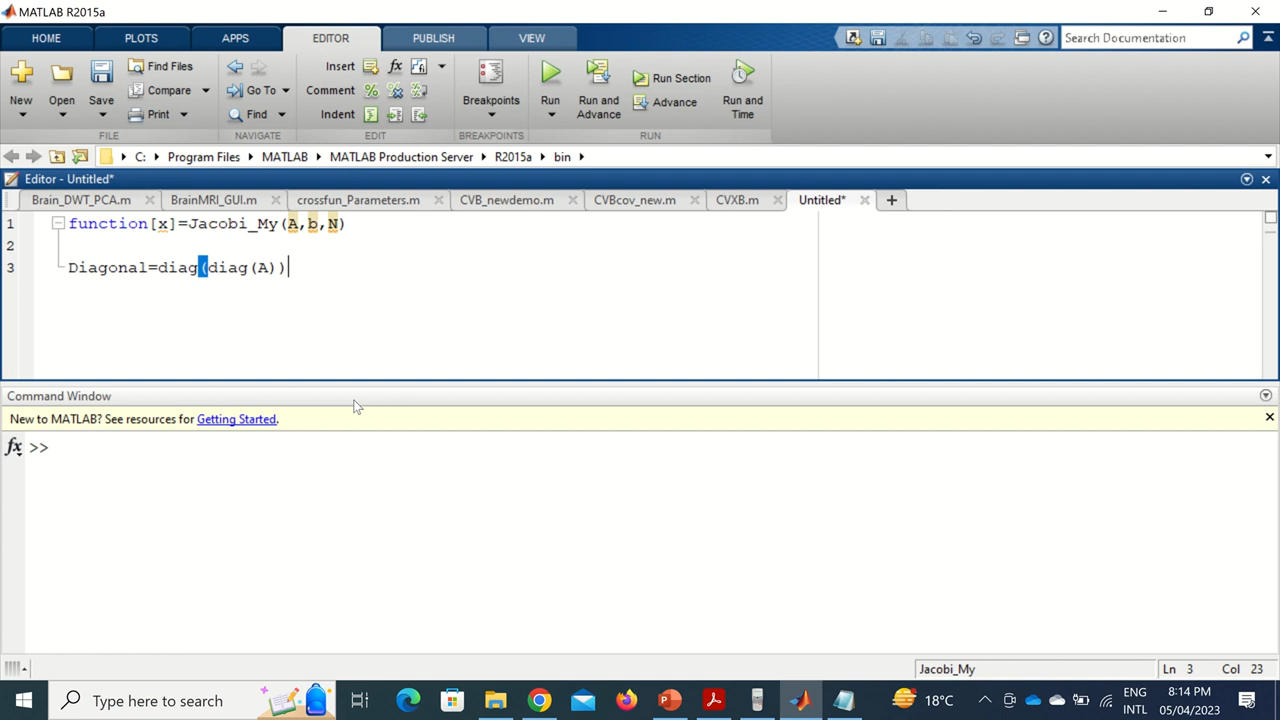 MATLAB R2015a
HOME PLOTS APPS EDITOR PUBLISH VIEW Search Documentation
New Open Save Find Files Compare Print Go To Find Insert Comment Indent Breakpoints Run Run and Advance Run Section Advance Run and Time
FILE NAVIGATE EDIT BREAKPOINTS RUN
C: Program Files MATLAB MATLAB Production Server R2015a bin
Editor - Untitled*
Brain_DWT_PCA.m BrainMRI_GUI.m crossfun_Parameters.m CVB_newdemo.m CVBcov_new.m CVXB.m Untitled*
1 function[x]=Jacobi_My(A,b,N)
2
3 Diagonal=diag(diag(A))
Command Window
New to MATLAB? See resources for Getting Started.
fx >>
Jacobi_My Ln 3 Col 23
Type here to search 18°C ENG INTL 8:14 PM 05/04/2023